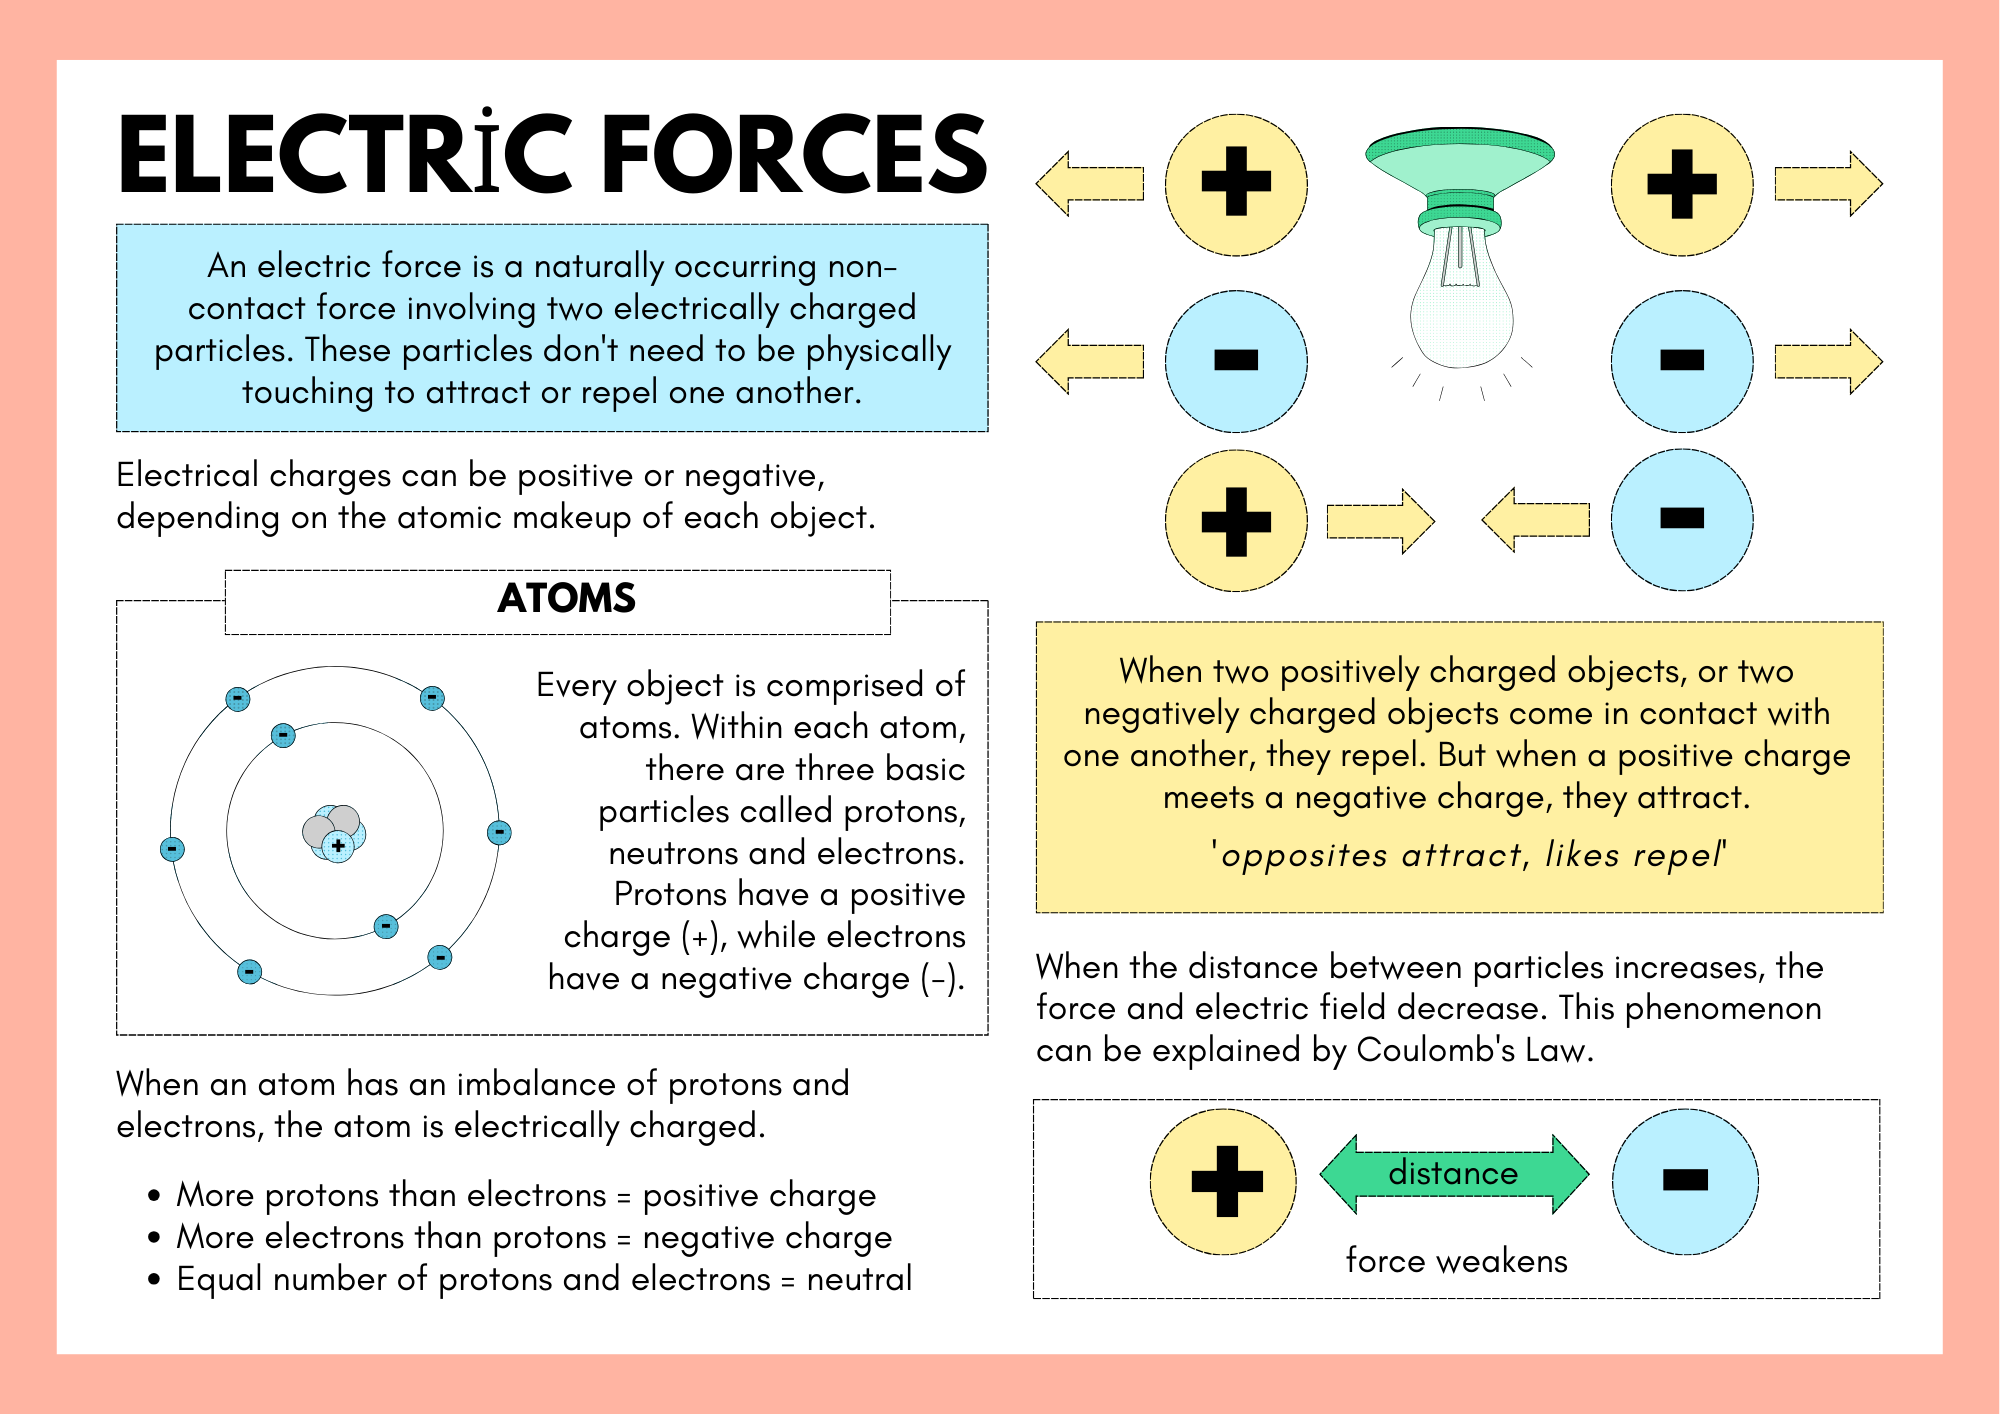 ELECTRİC FORCES
An electric force is a naturally occurring non-
contact force involving two electrically charged
particles. These particles don't need to be physically
touching to attract or repel one another.
Electrical charges can be positive or negative,
depending on the atomic makeup of each object.
ATOMS
Every object is comprised of
atoms. Within each atom,
there are three basic
particles called protons,
neutrons and electrons.
Protons have a positive
charge (+), while electrons
have a negative charge (-).
- - - - - - - -
+
When an atom has an imbalance of protons and
electrons, the atom is electrically charged.
• More protons than electrons = positive charge
• More electrons than protons = negative charge
• Equal number of protons and electrons = neutral
+ +
- -
+ -
When two positively charged objects, or two
negatively charged objects come in contact with
one another, they repel. But when a positive charge
meets a negative charge, they attract.
'opposites attract, likes repel'
When the distance between particles increases, the
force and electric field decrease. This phenomenon
can be explained by Coulomb's Law.
+ distance -
force weakens